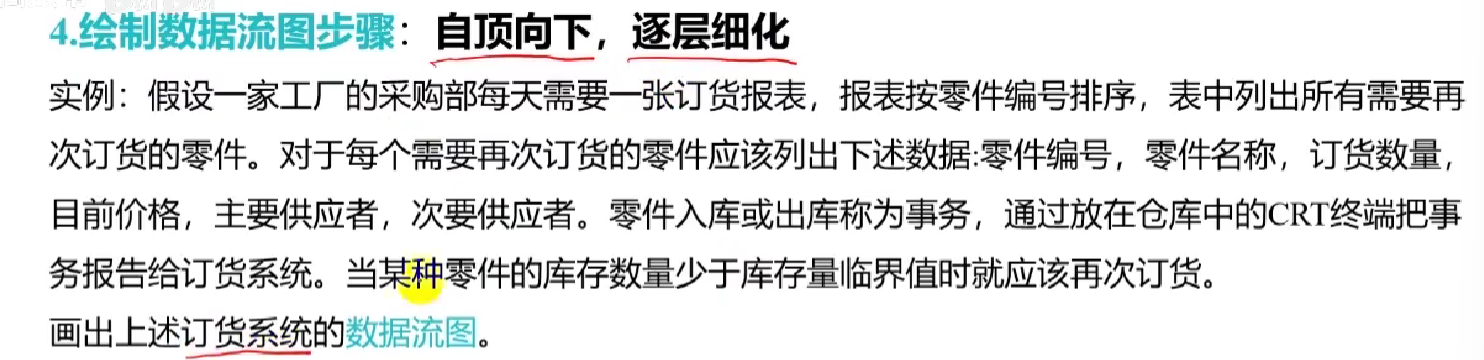 4.绘制数据流图步骤：自顶向下，逐层细化
实例：假设一家工厂的采购部每天需要一张订货报表，报表按零件编号排序，表中列出所有需要再
次订货的零件。对于每个需要再次订货的零件应该列出下述数据:零件编号，零件名称，订货数量，
目前价格，主要供应者，次要供应者。零件入库或出库称为事务，通过放在仓库中的CRT终端把事
务报告给订货系统。当某种零件的库存数量少于库存量临界值时就应该再次订货。
画出上述订货系统的数据流图。